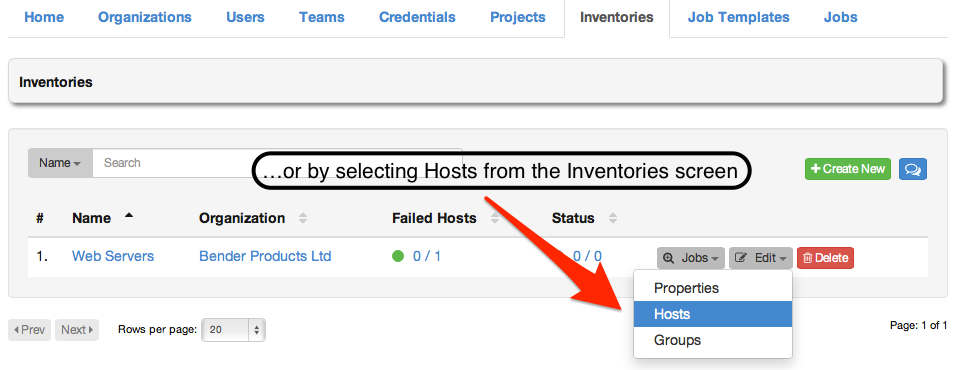 Home Organizations Users Teams Credentials Projects Inventories Job Templates Jobs
Inventories
Name Search
…or by selecting Hosts from the Inventories screen
+ Create New
# Name Organization Failed Hosts Status
1. Web Servers Bender Products Ltd 0 / 1 0 / 0 Jobs Edit Delete
Properties
Hosts
Groups
Prev Next Rows per page: 20 Page: 1 of 1